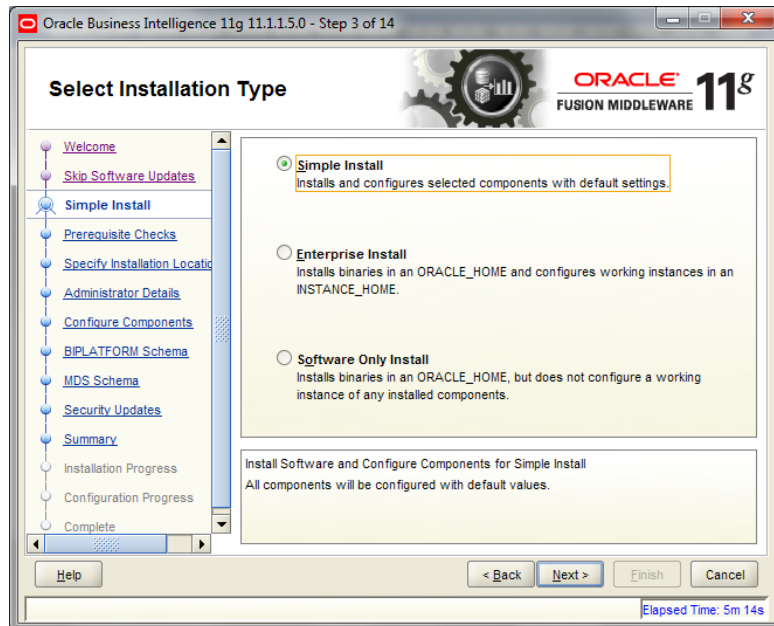 Oracle Business Intelligence 11g 11.1.1.5.0 - Step 3 of 14
Select Installation Type
ORACLE
FUSION MIDDLEWARE
11g
Welcome
Skip Software Updates
Simple Install
Prerequisite Checks
Specify Installation Locatio
Administrator Details
Configure Components
BIPLATFORM Schema
MDS Schema
Security Updates
Summary
Installation Progress
Configuration Progress
Complete
Simple Install
Installs and configures selected components with default settings.
Enterprise Install
Installs binaries in an ORACLE_HOME and configures working instances in an
INSTANCE_HOME.
Software Only Install
Installs binaries in an ORACLE_HOME, but does not configure a working
instance of any installed components.
Install Software and Configure Components for Simple Install
All components will be configured with default values.
Help
< Back
Next >
Finish
Cancel
Elapsed Time: 5m 14s